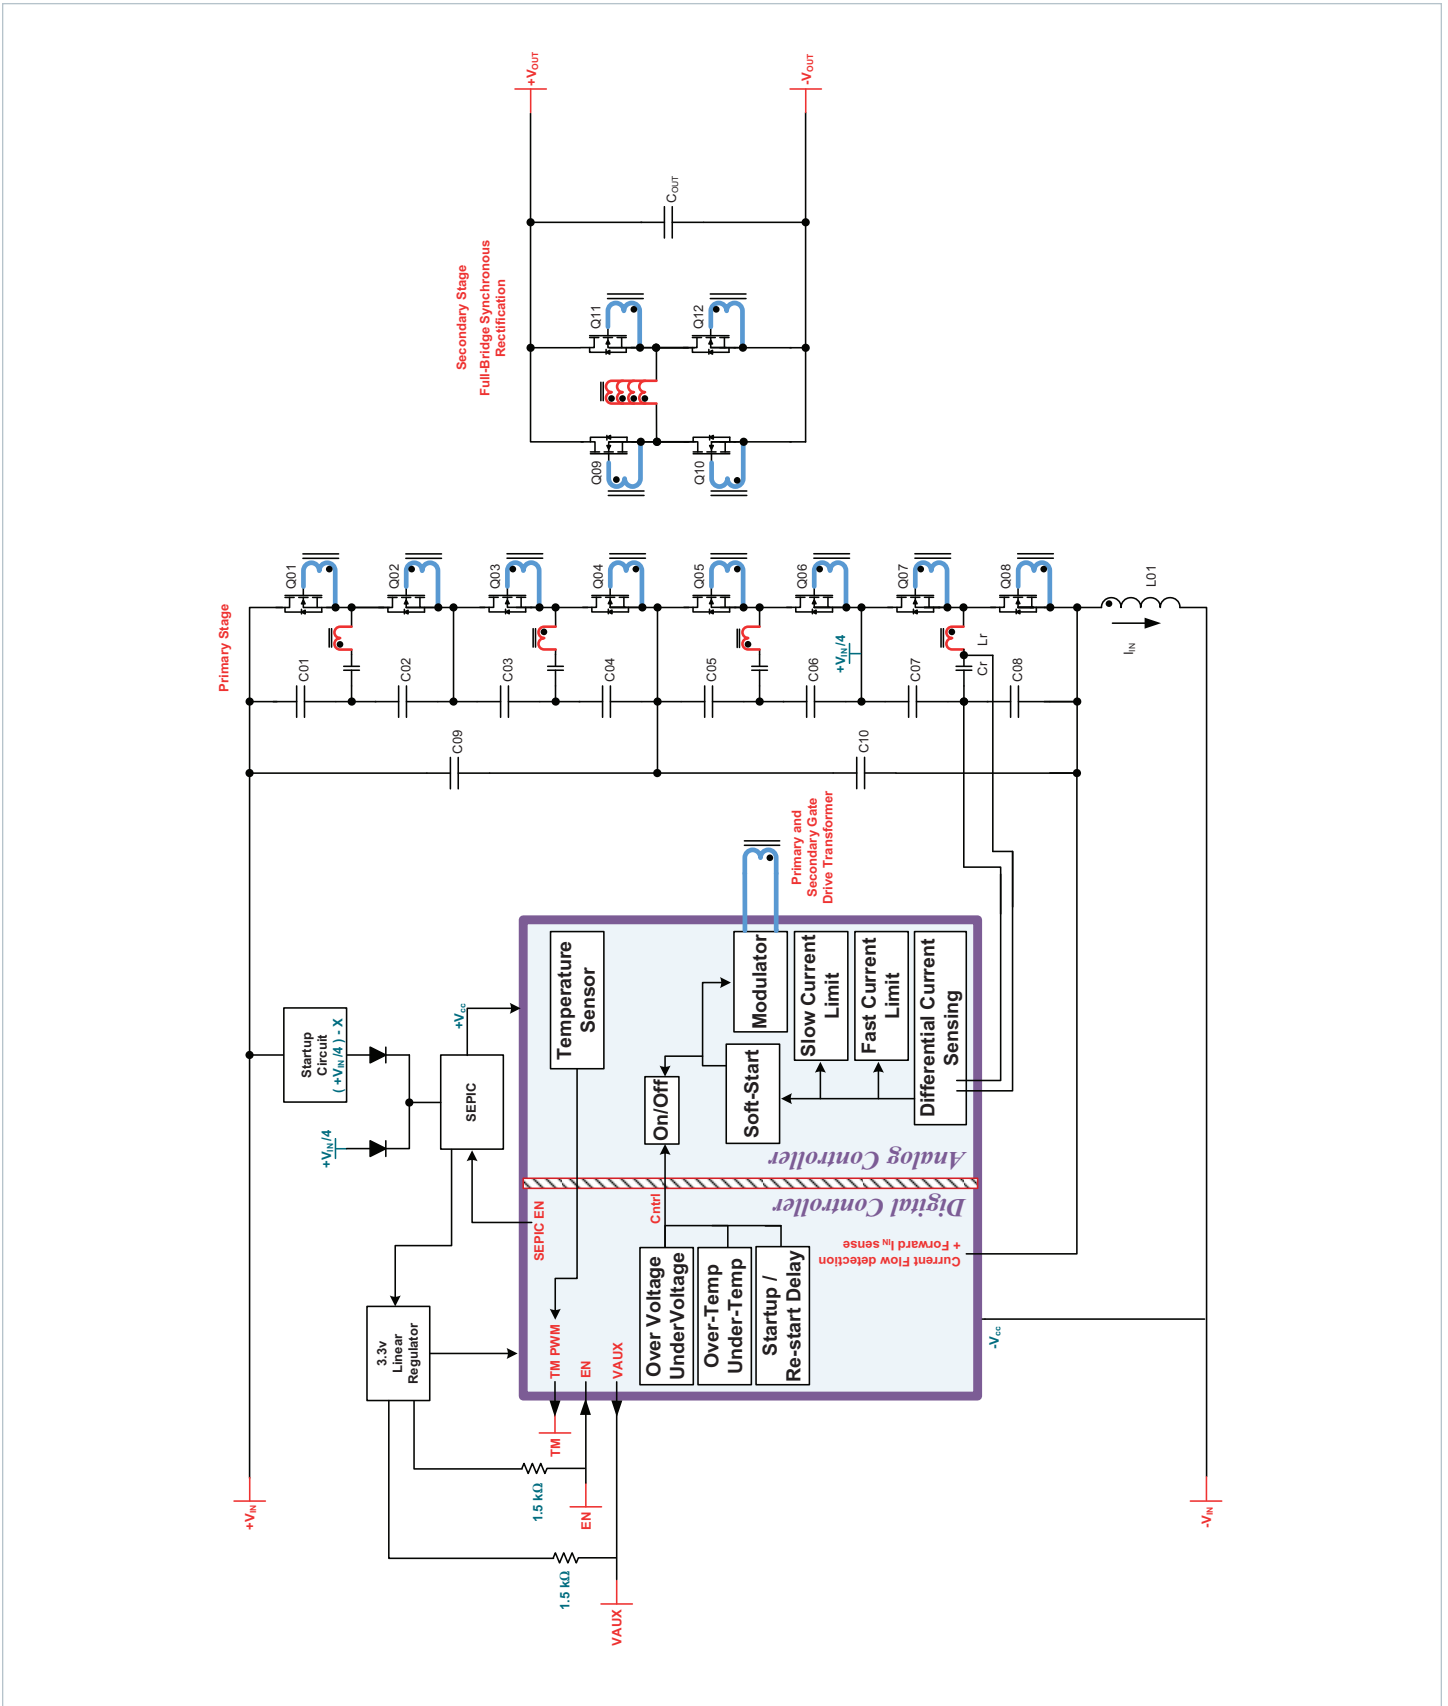 +VIN
Startup
Circuit
( +VIN/4 ) - X
+VIN/4
SEPIC
+Vcc
3.3v
Linear
Regulator
1.5 kΩ
1.5 kΩ
VAUX
EN
TM
TM PWM
EN
VAUX
SEPIC EN
Temperature
Sensor
Cntrl
On/Off
Over Voltage
UnderVoltage
Over-Temp
Under-Temp
Startup /
Re-start Delay
Soft-Start
Modulator
Slow Current
Limit
Fast Current
Limit
Differential Current
Sensing
Digital Controller
Analog Controller
Current Flow detection
+ Forward IIN sense
-Vcc
-VIN
Primary and
Secondary Gate
Drive Transformer
Primary Stage
C09
C10
C01
C02
C03
C04
C05
C06
C07
C08
+VIN/4
Cr
Lr
Q01
Q02
Q03
Q04
Q05
Q06
Q07
Q08
IIN
L01
Secondary Stage
Full-Bridge Synchronous
Rectification
Q09
Q10
Q11
Q12
COUT
+VOUT
-VOUT